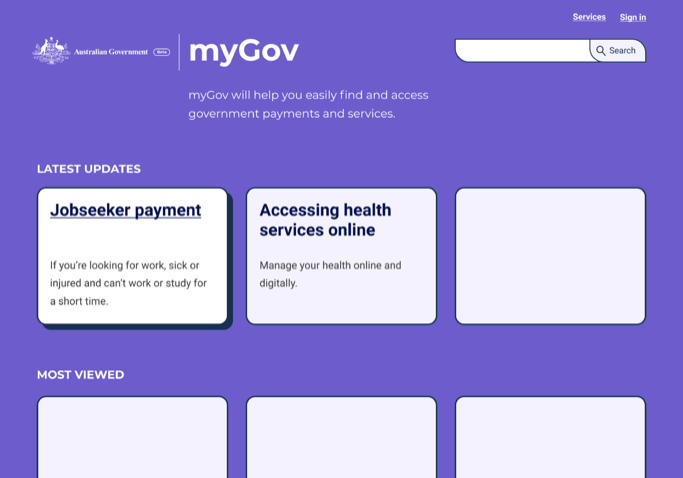 Services Sign in
Australian Government Beta myGov
Search
myGov will help you easily find and access
government payments and services.
LATEST UPDATES
Jobseeker payment
If you're looking for work, sick or
injured and can't work or study for
a short time.
Accessing health
services online
Manage your health online and
digitally.
MOST VIEWED